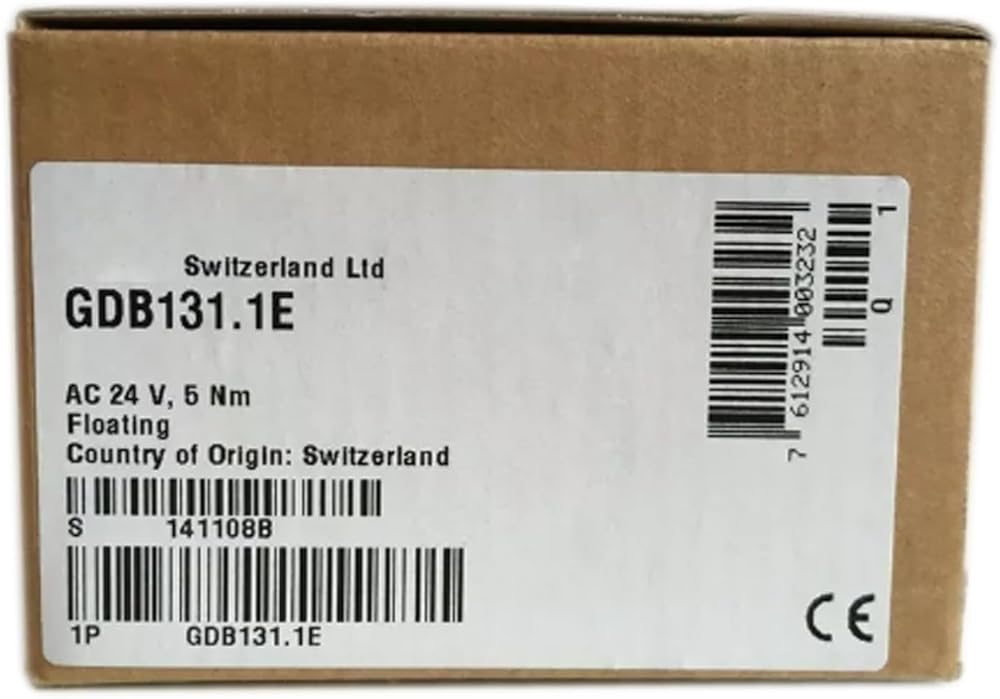 Switzerland Ltd
GDB131.1E
AC 24 V, 5 Nm
Floating
Country of Origin: Switzerland
S 141108B
1P GDB131.1E
7 612914 003232
Q 1
CE